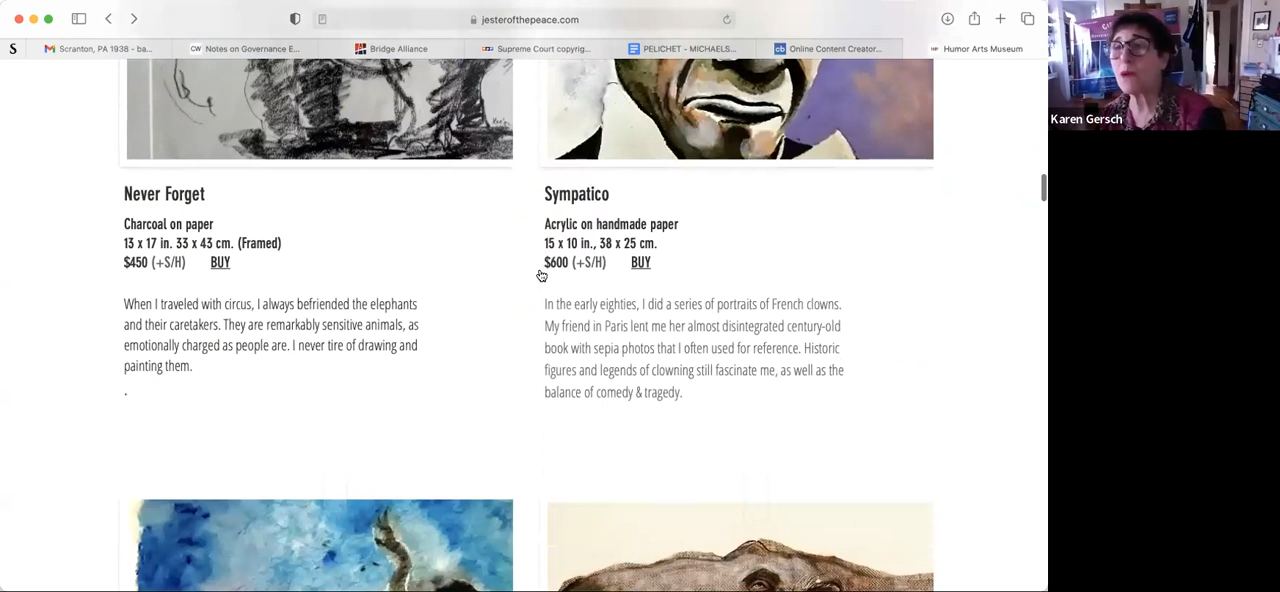 jesterofthepeace.com
S
Scranton, PA 1938 - ba...
CW Notes on Governance E...
Bridge Alliance
Supreme Court copyrig...
PELICHET - MICHAELS...
cb Online Content Creator...
Humor Arts Museum
Karen Gersch
Never Forget
Charcoal on paper
13 x 17 in. 33 x 43 cm. (Framed)
$450 (+S/H) BUY
When I traveled with circus, I always befriended the elephants
and their caretakers. They are remarkably sensitive animals, as
emotionally charged as people are. I never tire of drawing and
painting them.
.
Sympatico
Acrylic on handmade paper
15 x 10 in., 38 x 25 cm.
$600 (+S/H) BUY
In the early eighties, I did a series of portraits of French clowns.
My friend in Paris lent me her almost disintegrated century-old
book with sepia photos that I often used for reference. Historic
figures and legends of clowning still fascinate me, as well as the
balance of comedy & tragedy.